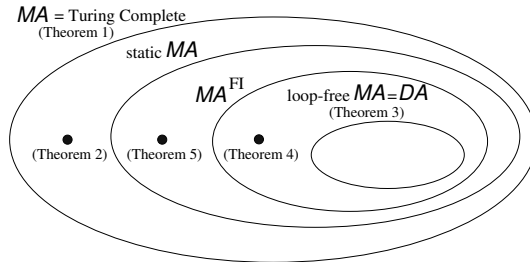 MA = Turing Complete
(Theorem 1)
static MA
MA^FI
loop-free MA=DA
(Theorem 3)
(Theorem 2)
(Theorem 5)
(Theorem 4)